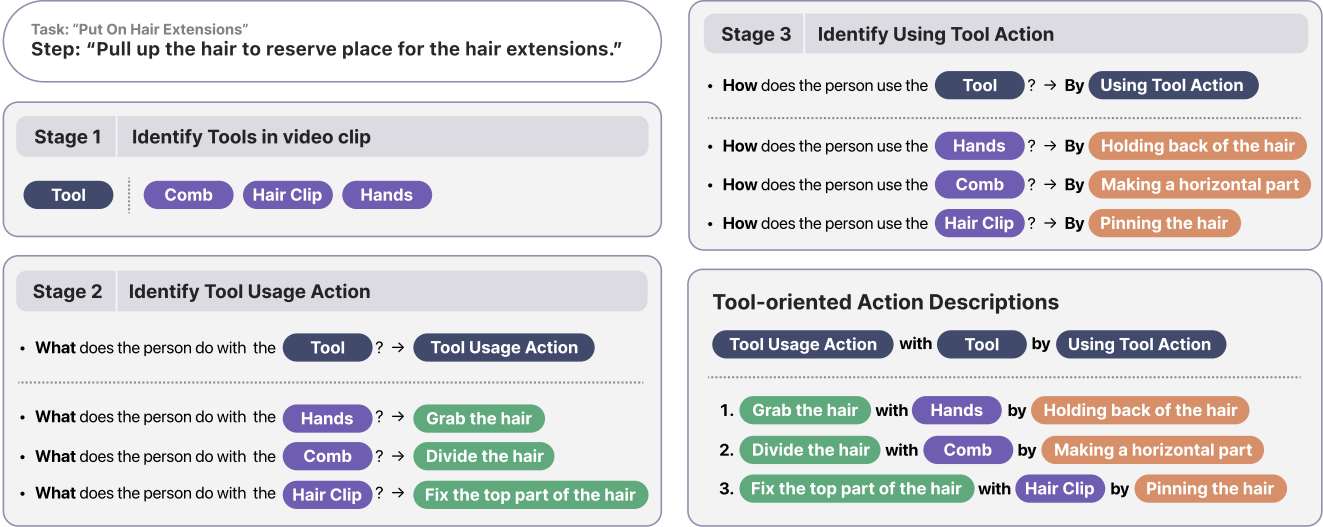 Task: “Put On Hair Extensions”
Step: “Pull up the hair to reserve place for the hair extensions.”
Stage 1 Identify Tools in video clip
Tool Comb Hair Clip Hands
Stage 2 Identify Tool Usage Action
• What does the person do with the Tool ? → Tool Usage Action
• What does the person do with the Hands ? → Grab the hair
• What does the person do with the Comb ? → Divide the hair
• What does the person do with the Hair Clip ? → Fix the top part of the hair
Stage 3 Identify Using Tool Action
• How does the person use the Tool ? → By Using Tool Action
• How does the person use the Hands ? → By Holding back of the hair
• How does the person use the Comb ? → By Making a horizontal part
• How does the person use the Hair Clip ? → By Pinning the hair
Tool-oriented Action Descriptions
Tool Usage Action with Tool by Using Tool Action
1. Grab the hair with Hands by Holding back of the hair
2. Divide the hair with Comb by Making a horizontal part
3. Fix the top part of the hair with Hair Clip by Pinning the hair